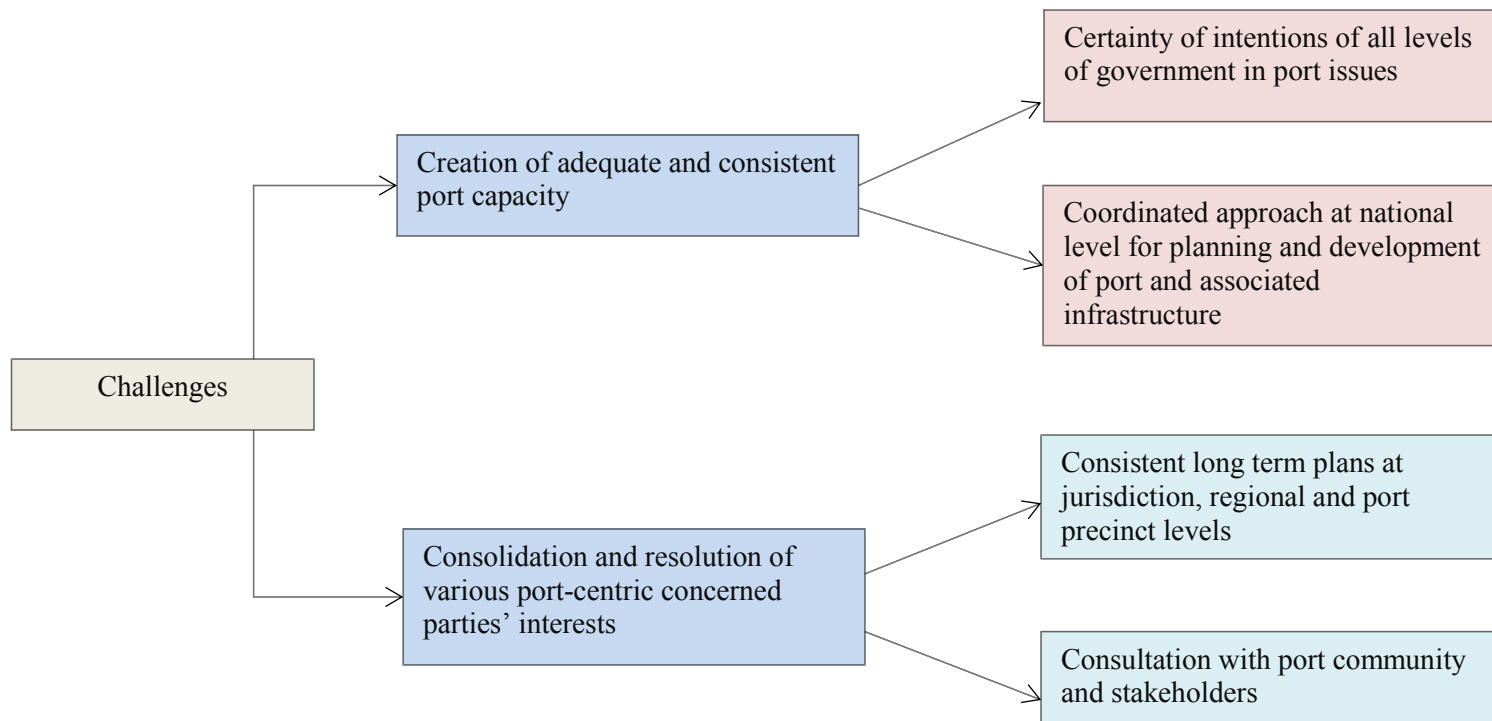 Challenges
Creation of adequate and consistent
port capacity
Certainty of intentions of all levels
of government in port issues
Coordinated approach at national
level for planning and development
of port and associated
infrastructure
Consolidation and resolution of
various port-centric concerned
parties’ interests
Consistent long term plans at
jurisdiction, regional and port
precinct levels
Consultation with port community
and stakeholders